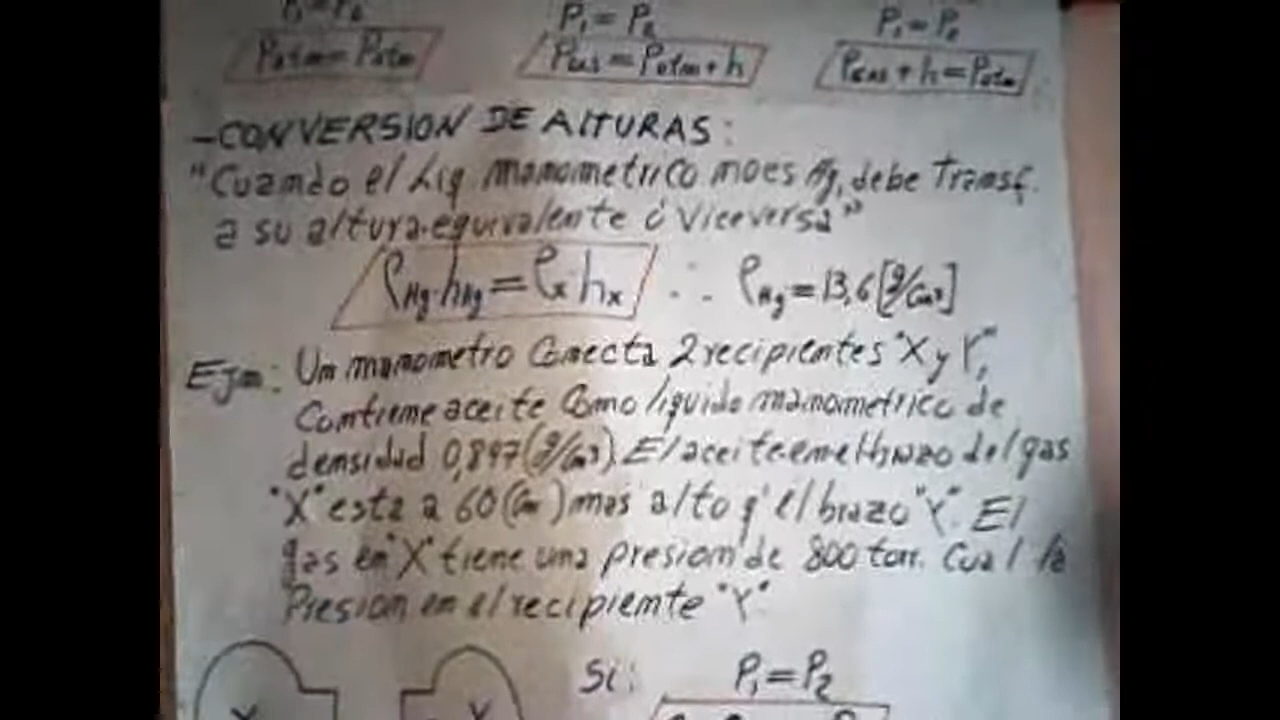 P₁=P₂ P₁=P₂ P₁=P₂
Patm=Patm PGAS=Patm+h PGAS+h=Patm
-CONVERSION DE ALTURAS:
"Cuando el Liq. manometrico no es Hg, debe Transf.
a su altura equivalente ó viceversa"
ρHg·hHg=ρx·hx ∴ ρHg=13,6[g/cm³]
Ejm: Un manometro Conecta 2 recipientes "X y Y",
Contiene aceite Como liquido manometrico de
densidad 0,897(g/cm³). El aceite en el brazo del gas
"X" esta a 60(cm) mas alto q' el brazo "Y". El
gas en "X" tiene una presion de 800 torr. Cual la
Presion en el recipiente "Y"
Si: P₁=P₂
X Y